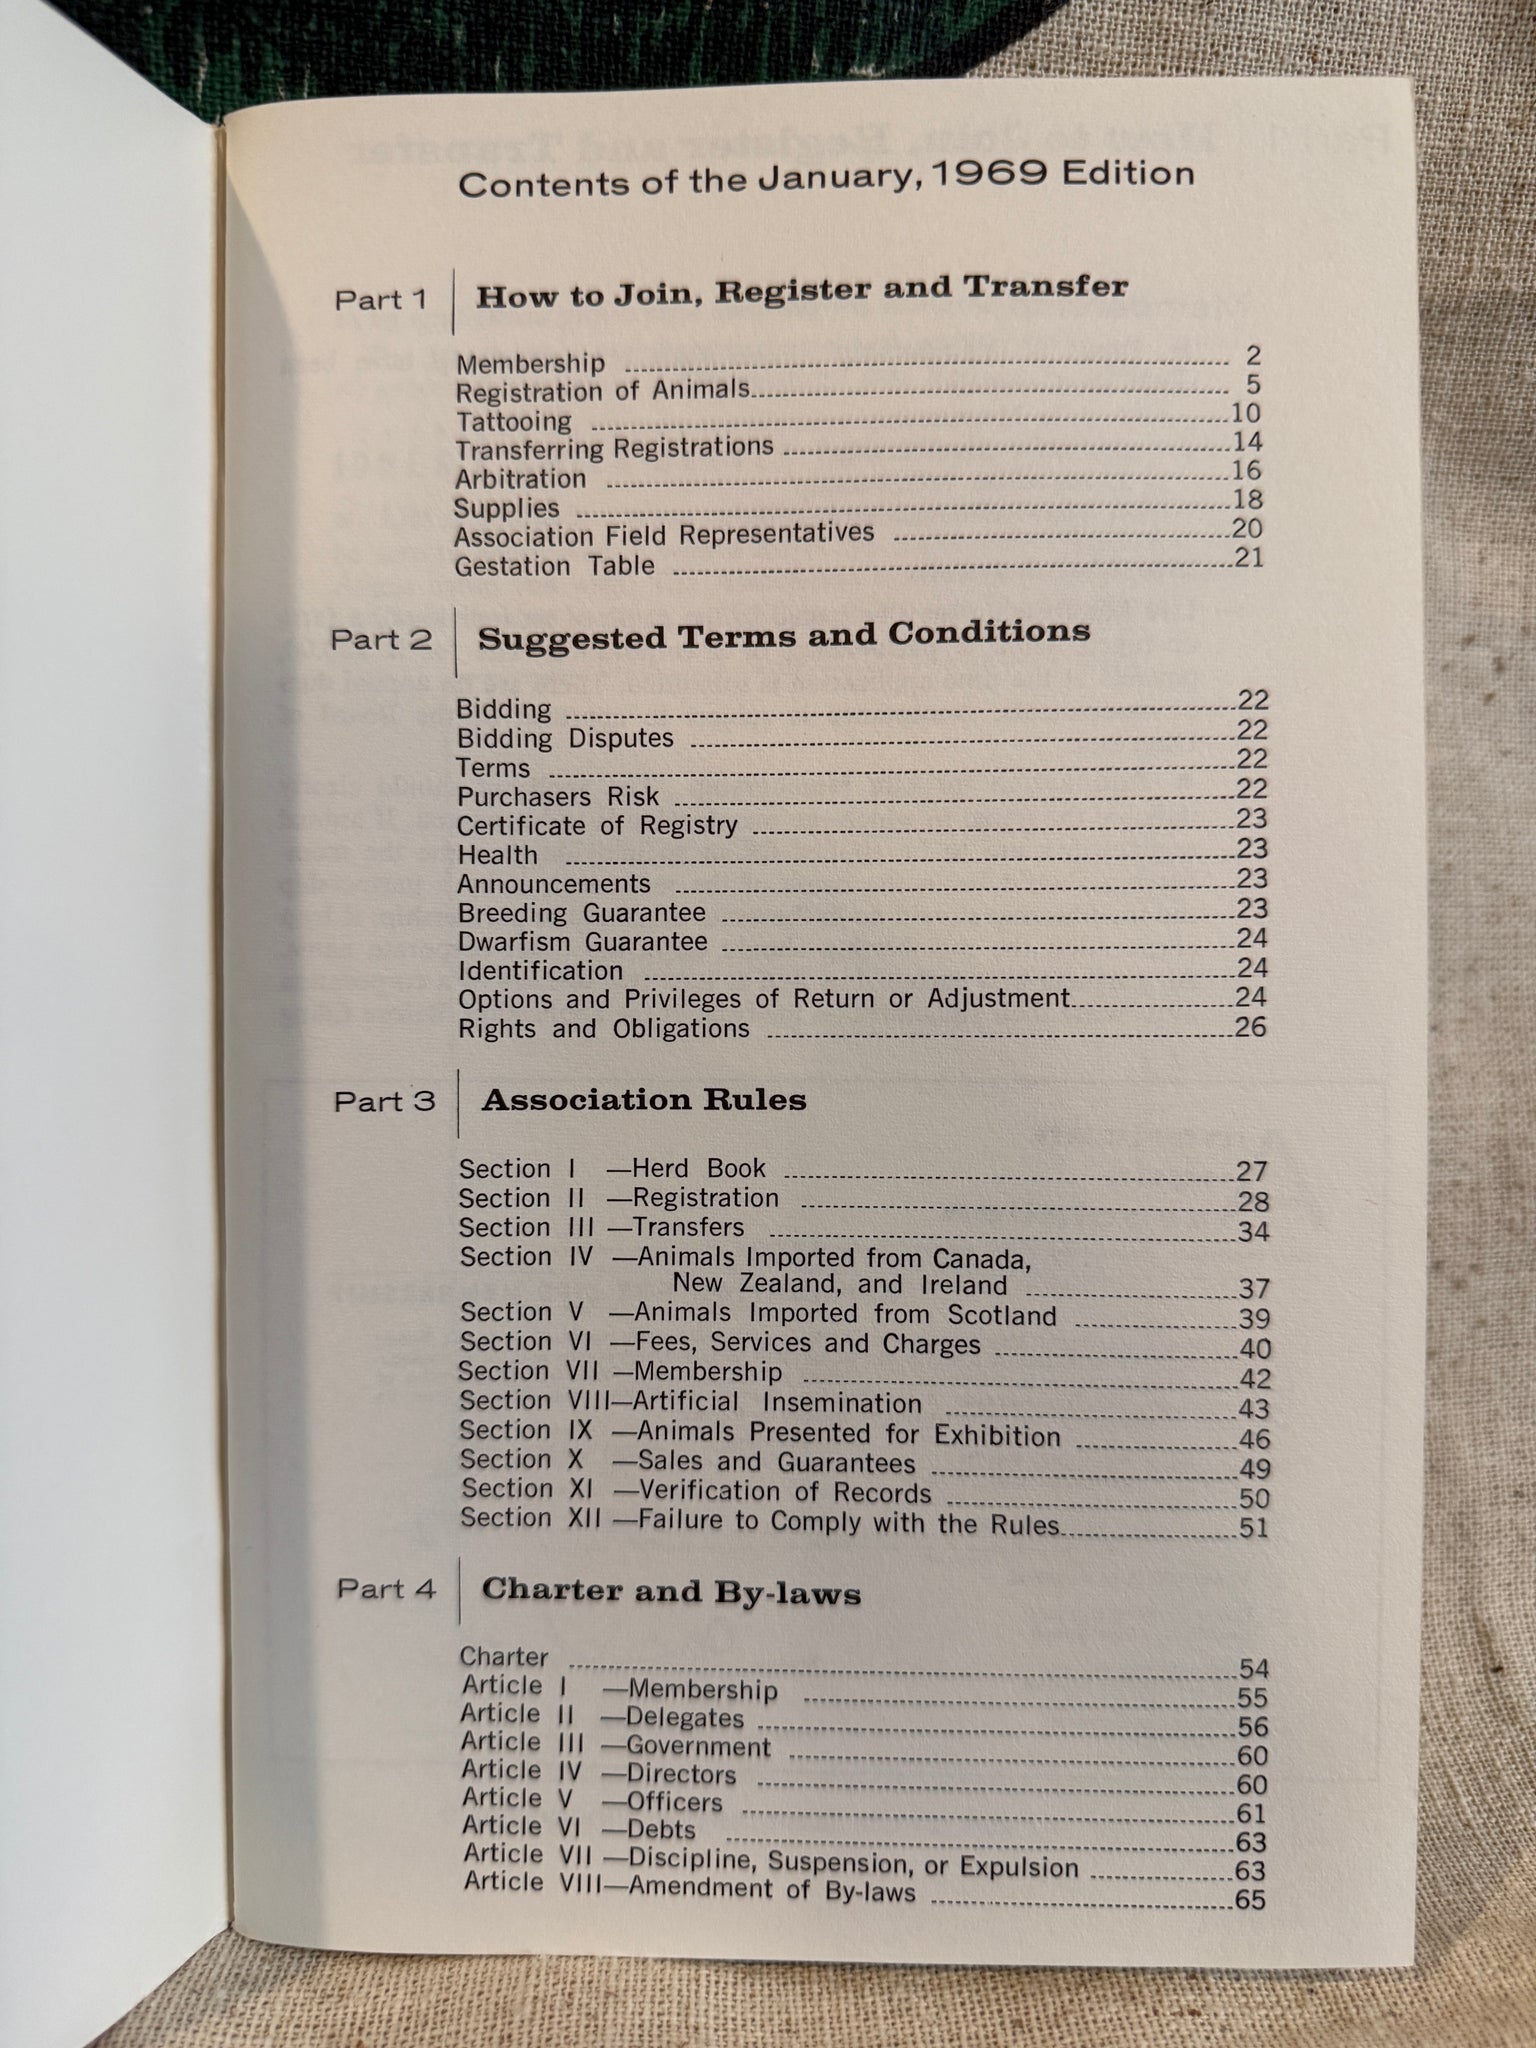 Contents of the January, 1969 Edition
Part 1 How to Join, Register and Transfer
Membership 2
Registration of Animals 5
Tattooing 10
Transferring Registrations 14
Arbitration 16
Supplies 18
Association Field Representatives 20
Gestation Table 21
Part 2 Suggested Terms and Conditions
Bidding 22
Bidding Disputes 22
Terms 22
Purchasers Risk 22
Certificate of Registry 23
Health 23
Announcements 23
Breeding Guarantee 23
Dwarfism Guarantee 24
Identification 24
Options and Privileges of Return or Adjustment 24
Rights and Obligations 26
Part 3 Association Rules
Section I —Herd Book 27
Section II —Registration 28
Section III —Transfers 34
Section IV —Animals Imported from Canada,
New Zealand, and Ireland 37
Section V —Animals Imported from Scotland 39
Section VI —Fees, Services and Charges 40
Section VII —Membership 42
Section VIII—Artificial Insemination 43
Section IX —Animals Presented for Exhibition 46
Section X —Sales and Guarantees 49
Section XI —Verification of Records 50
Section XII —Failure to Comply with the Rules 51
Part 4 Charter and By-laws
Charter 54
Article I —Membership 55
Article II —Delegates 56
Article III —Government 60
Article IV —Directors 60
Article V —Officers 61
Article VI —Debts 63
Article VII —Discipline, Suspension, or Expulsion 63
Article VIII—Amendment of By-laws 65